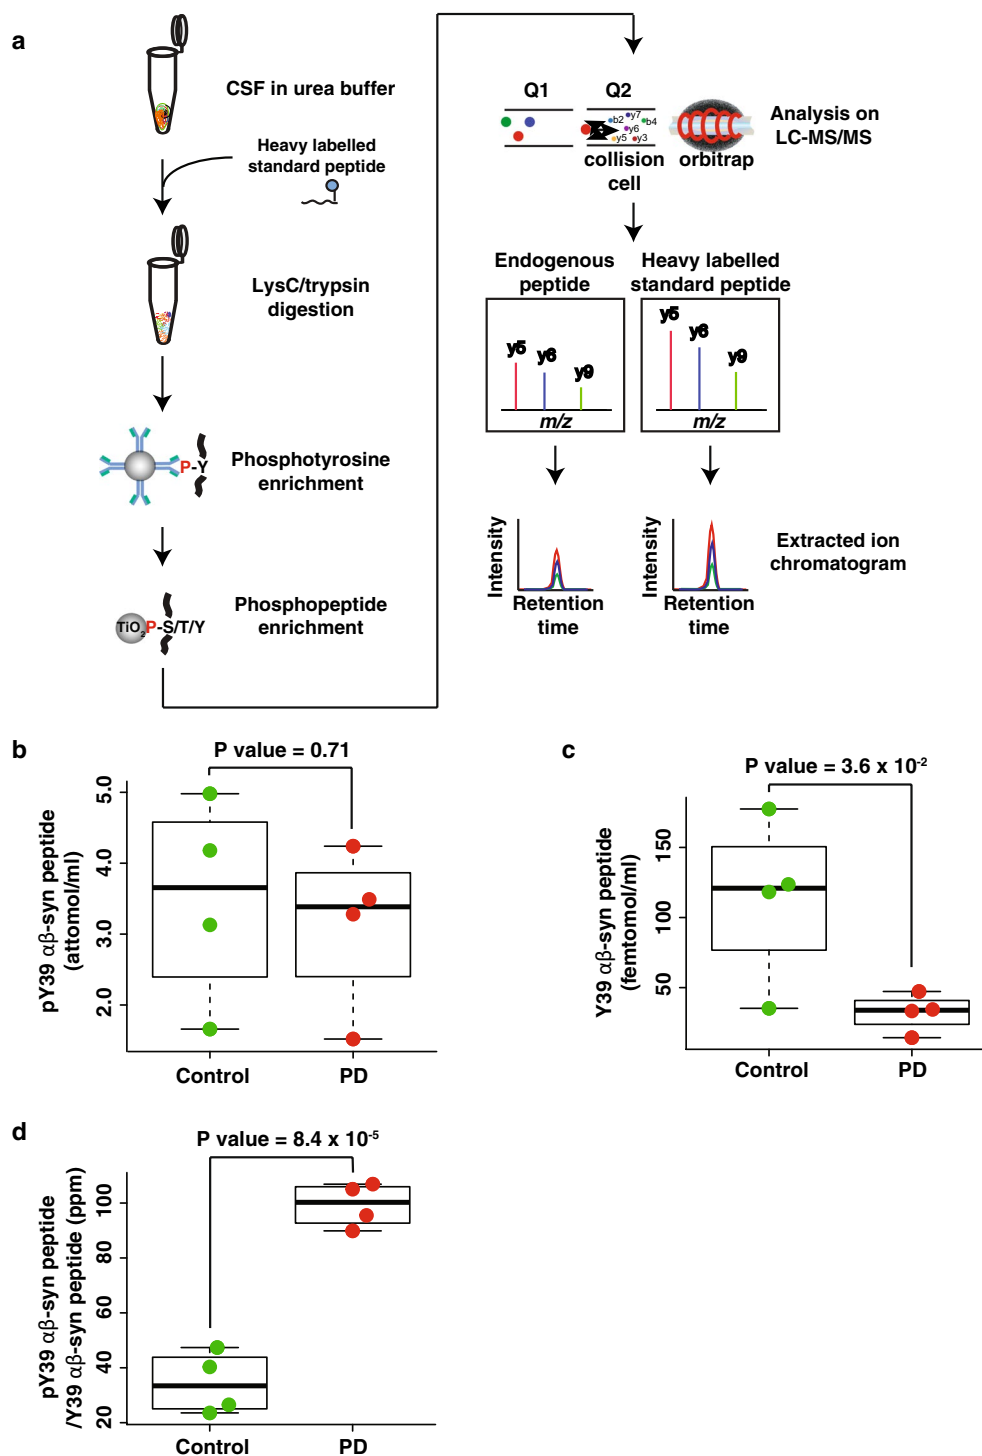 a
CSF in urea buffer
Heavy labelled
standard peptide
LysC/trypsin
digestion
P-Y
Phosphotyrosine
enrichment
TiO2 P-S/T/Y
Phosphopeptide
enrichment
Q1
Q2
b2
y7
b4
y6
y5
y3
collision
cell
orbitrap
Analysis on
LC-MS/MS
Endogenous
peptide
y5
y6
y9
m/z
Heavy labelled
standard peptide
y5
y6
y9
m/z
Intensity
Retention
time
Intensity
Retention
time
Extracted ion
chromatogram
b
P value = 0.71
pY39 αβ-syn peptide
(attomol/ml)
5.0
4.0
3.0
2.0
Control
PD
c
P value = 3.6 x 10-2
Y39 αβ-syn peptide
(femtomol/ml)
150
100
50
Control
PD
d
P value = 8.4 x 10-5
pY39 αβ-syn peptide
/Y39 αβ-syn peptide (ppm)
100
80
60
40
20
Control
PD